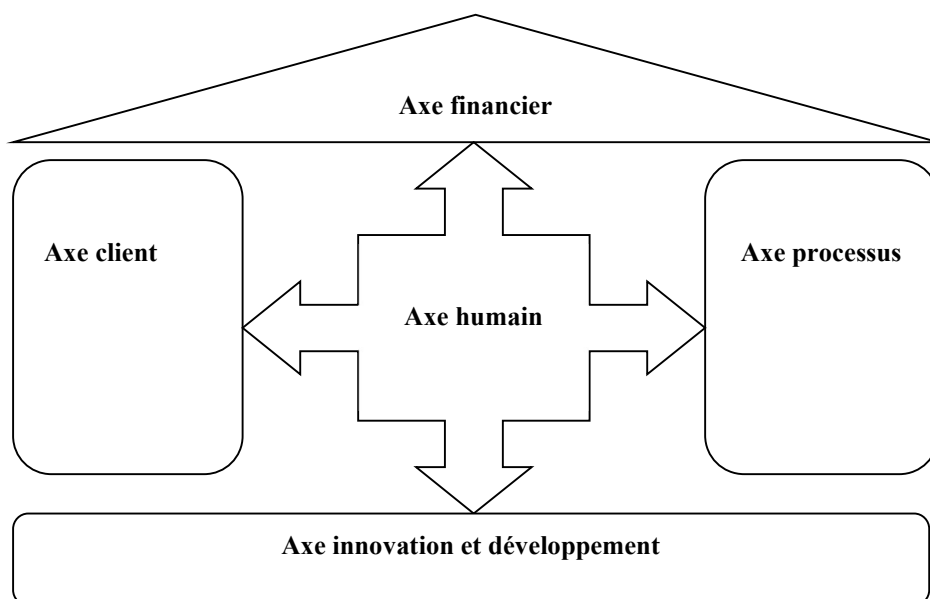 Axe financier
Axe client
Axe processus
Axe humain
Axe innovation et développement